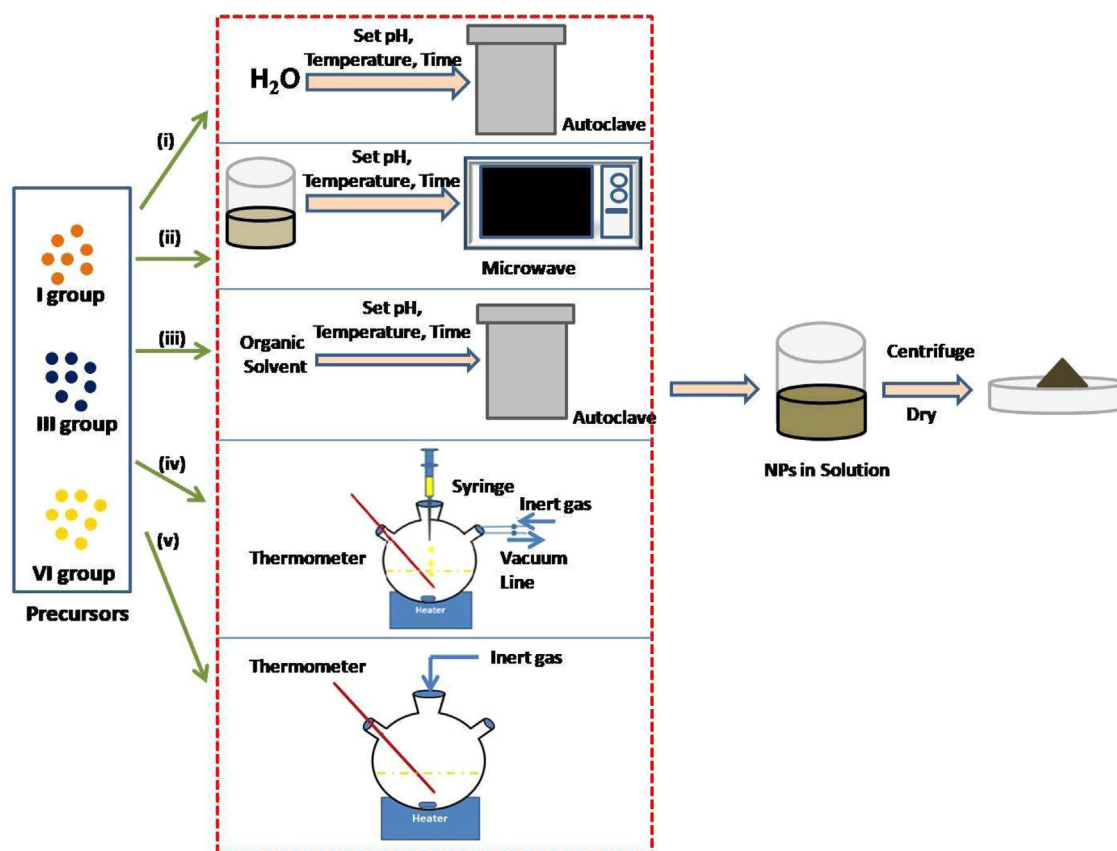 (i)
(ii)
(iii)
(iv)
(v)
I group
III group
VI group
Precursors
Set pH,
Temperature, Time
H₂O
Autoclave
Set pH,
Temperature, Time
Microwave
Set pH,
Temperature, Time
Organic
Solvent
Autoclave
Syringe
Inert gas
Thermometer
Vacuum
Line
Heater
Thermometer
Inert gas
Heater
NPs in Solution
Centrifuge
Dry